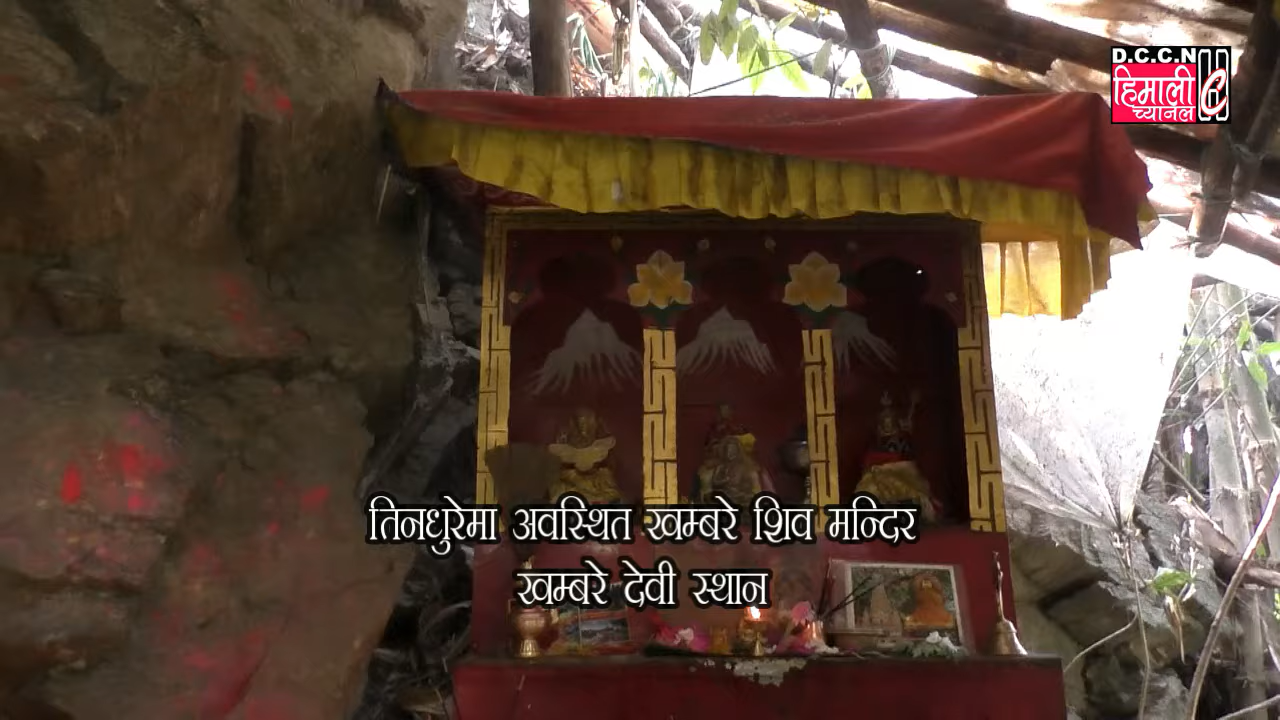 D.C.C.N
हिमाली
च्यानल
तिनधुरेमा अवस्थित खम्बरे शिव मन्दिर
खम्बरे देवी स्थान